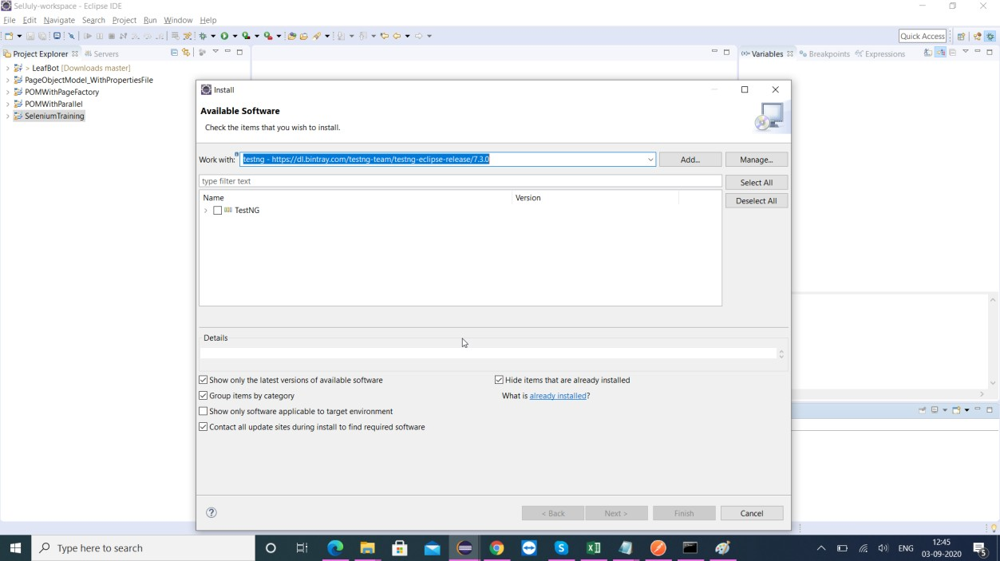 SelJuly-workspace - Eclipse IDE
File Edit Navigate Search Project Run Window Help
Quick Access
Project Explorer Servers
(x)= Variables Breakpoints Expressions
> LeafBot [Downloads master]
PageObjectModel_WithPropertiesFile
POMWithPageFactory
POMWithParallel
SeleniumTraining
Install
Available Software
Check the items that you wish to install.
Work with: testng - https://dl.bintray.com/testng-team/testng-eclipse-release/7.3.0 Add... Manage...
type filter text Select All
Name Version Deselect All
TestNG
Details
Show only the latest versions of available software Hide items that are already installed
Group items by category What is already installed?
Show only software applicable to target environment
Contact all update sites during install to find required software
< Back Next > Finish Cancel
Type here to search
ENG 12:45
03-09-2020
5